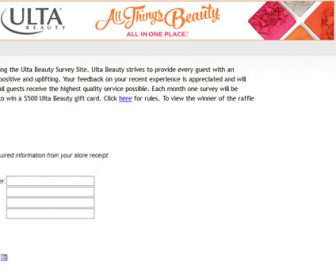 ULTA
BEAUTY
All Things Beauty,
ALL IN ONE PLACE.™
ing the Ulta Beauty Survey Site. Ulta Beauty strives to provide every guest with an
positive and uplifting. Your feedback on your recent experience is appreciated and will
all guests receive the highest quality service possible. Each month one survey will be
to win a $500 Ulta Beauty gift card. Click here for rules. To view the winner of the raffle
uired information from your store receipt:
er: